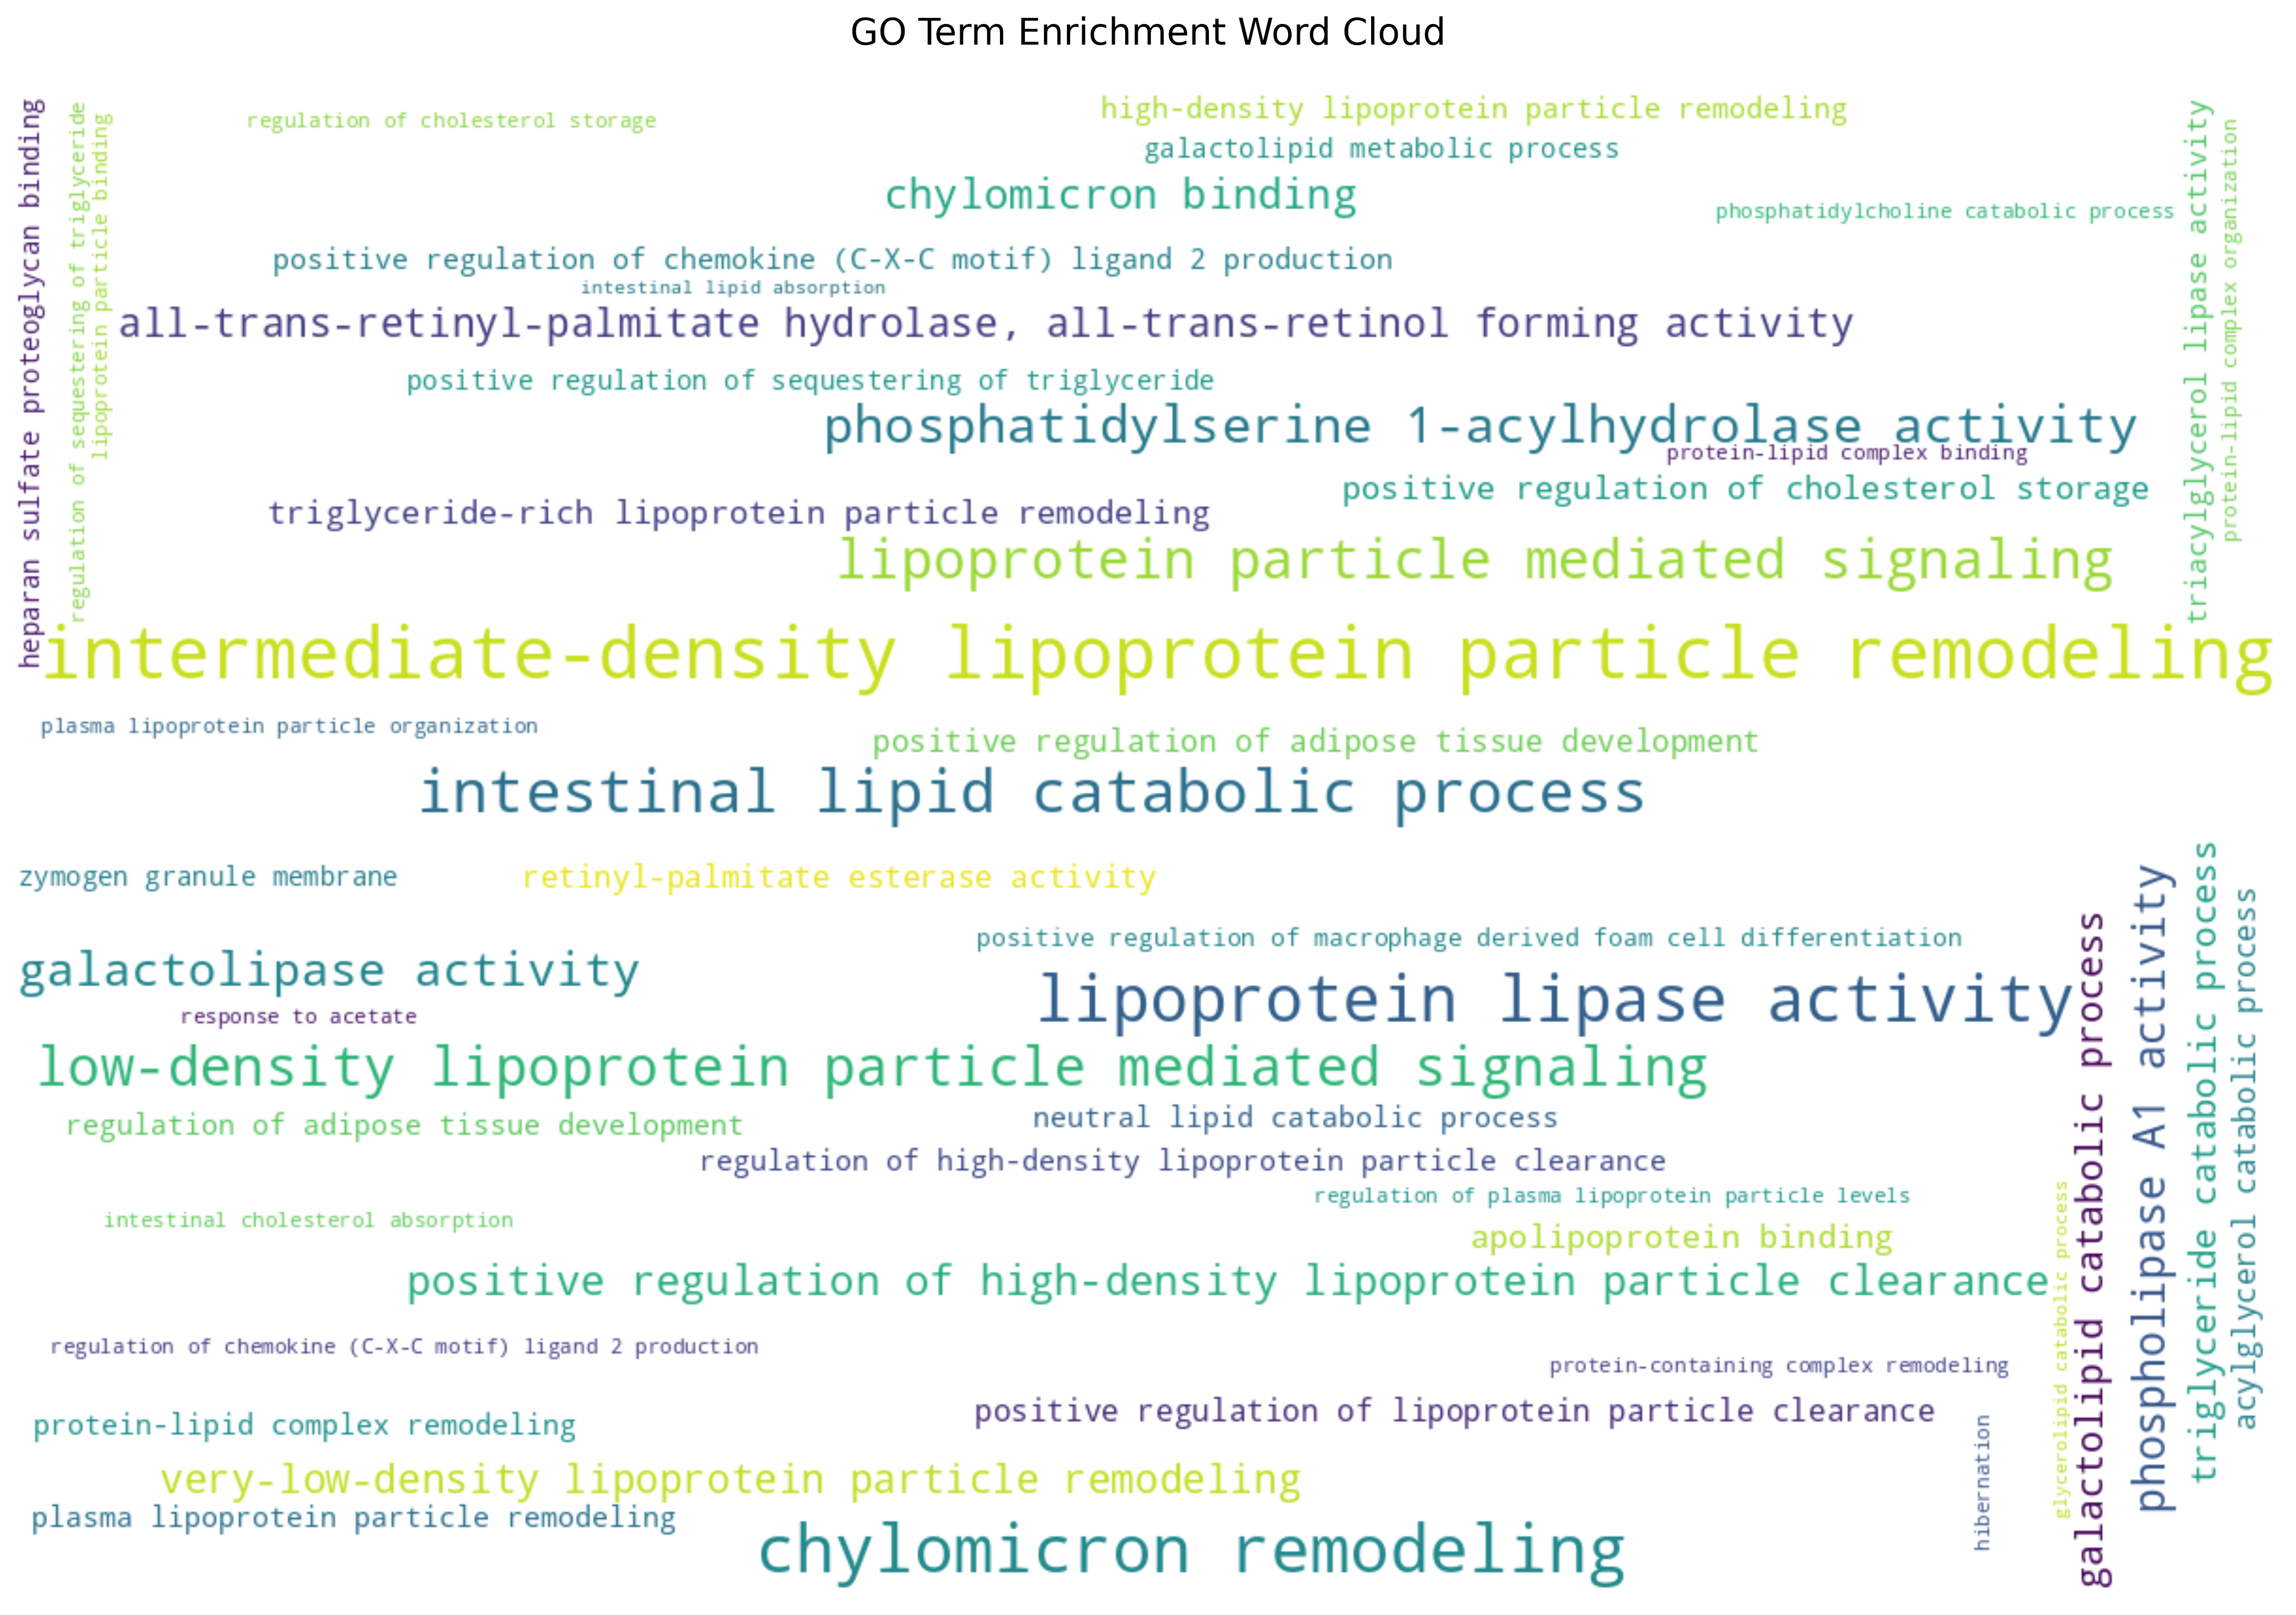 GO Term Enrichment Word Cloud
heparan sulfate proteoglycan binding
regulation of sequestering of triglyceride
lipoprotein particle binding
regulation of cholesterol storage
high-density lipoprotein particle remodeling
galactolipid metabolic process
chylomicron binding
phosphatidylcholine catabolic process
triacylglycerol lipase activity
protein-lipid complex organization
positive regulation of chemokine (C-X-C motif) ligand 2 production
intestinal lipid absorption
all-trans-retinyl-palmitate hydrolase, all-trans-retinol forming activity
positive regulation of sequestering of triglyceride
phosphatidylserine 1-acylhydrolase activity
protein-lipid complex binding
positive regulation of cholesterol storage
triglyceride-rich lipoprotein particle remodeling
lipoprotein particle mediated signaling
intermediate-density lipoprotein particle remodeling
plasma lipoprotein particle organization
positive regulation of adipose tissue development
intestinal lipid catabolic process
zymogen granule membrane
retinyl-palmitate esterase activity
positive regulation of macrophage derived foam cell differentiation
galactolipase activity
lipoprotein lipase activity
response to acetate
low-density lipoprotein particle mediated signaling
regulation of adipose tissue development
neutral lipid catabolic process
regulation of high-density lipoprotein particle clearance
regulation of plasma lipoprotein particle levels
intestinal cholesterol absorption
apolipoprotein binding
positive regulation of high-density lipoprotein particle clearance
regulation of chemokine (C-X-C motif) ligand 2 production
protein-containing complex remodeling
positive regulation of lipoprotein particle clearance
protein-lipid complex remodeling
very-low-density lipoprotein particle remodeling
plasma lipoprotein particle remodeling
chylomicron remodeling
hibernation
glycerolipid catabolic process
galactolipid catabolic process
phospholipase A1 activity
triglyceride catabolic process
acylglycerol catabolic process